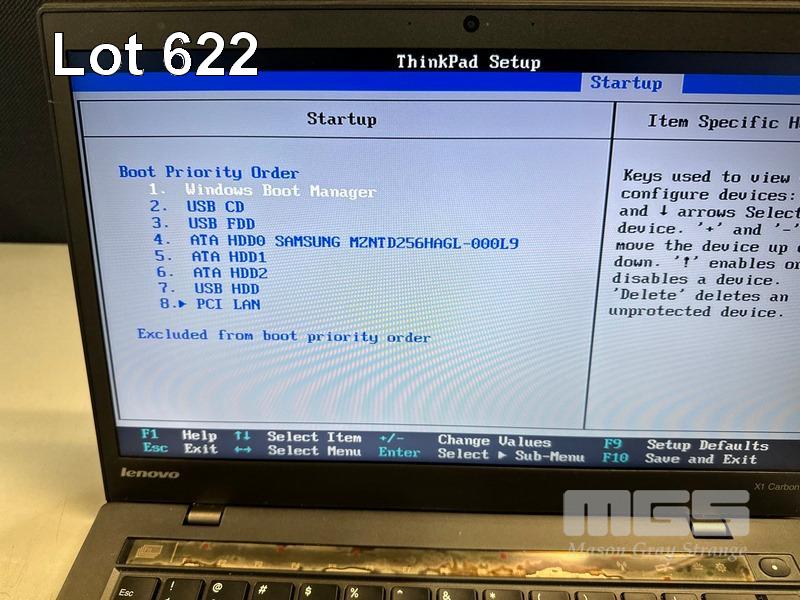 Lot 622
ThinkPad Setup
Startup
Startup
Item Specific
Boot Priority Order
1. Windows Boot Manager
2. USB CD
3. USB FDD
4. ATA HDD0 SAMSUNG MZNTD256HAGL-000L9
5. ATA HDD1
6. ATA HDD2
7. USB HDD
8.▸ PCI LAN
Excluded from boot priority order
Keys used to view
configure devices:
and ↓ arrows Select
device. '+' and '-'
move the device up
down. '!' enables or
disables a device.
'Delete' deletes an
unprotected device.
F1 Help ↑↓ Select Item +/- Change Values F9 Setup Defaults
Esc Exit ←→ Select Menu Enter Select ▸ Sub-Menu F10 Save and Exit
lenovo
X1 Carbon
MGS
Mason Gray Strange
Esc ! @ # $ % ^ & * ( )